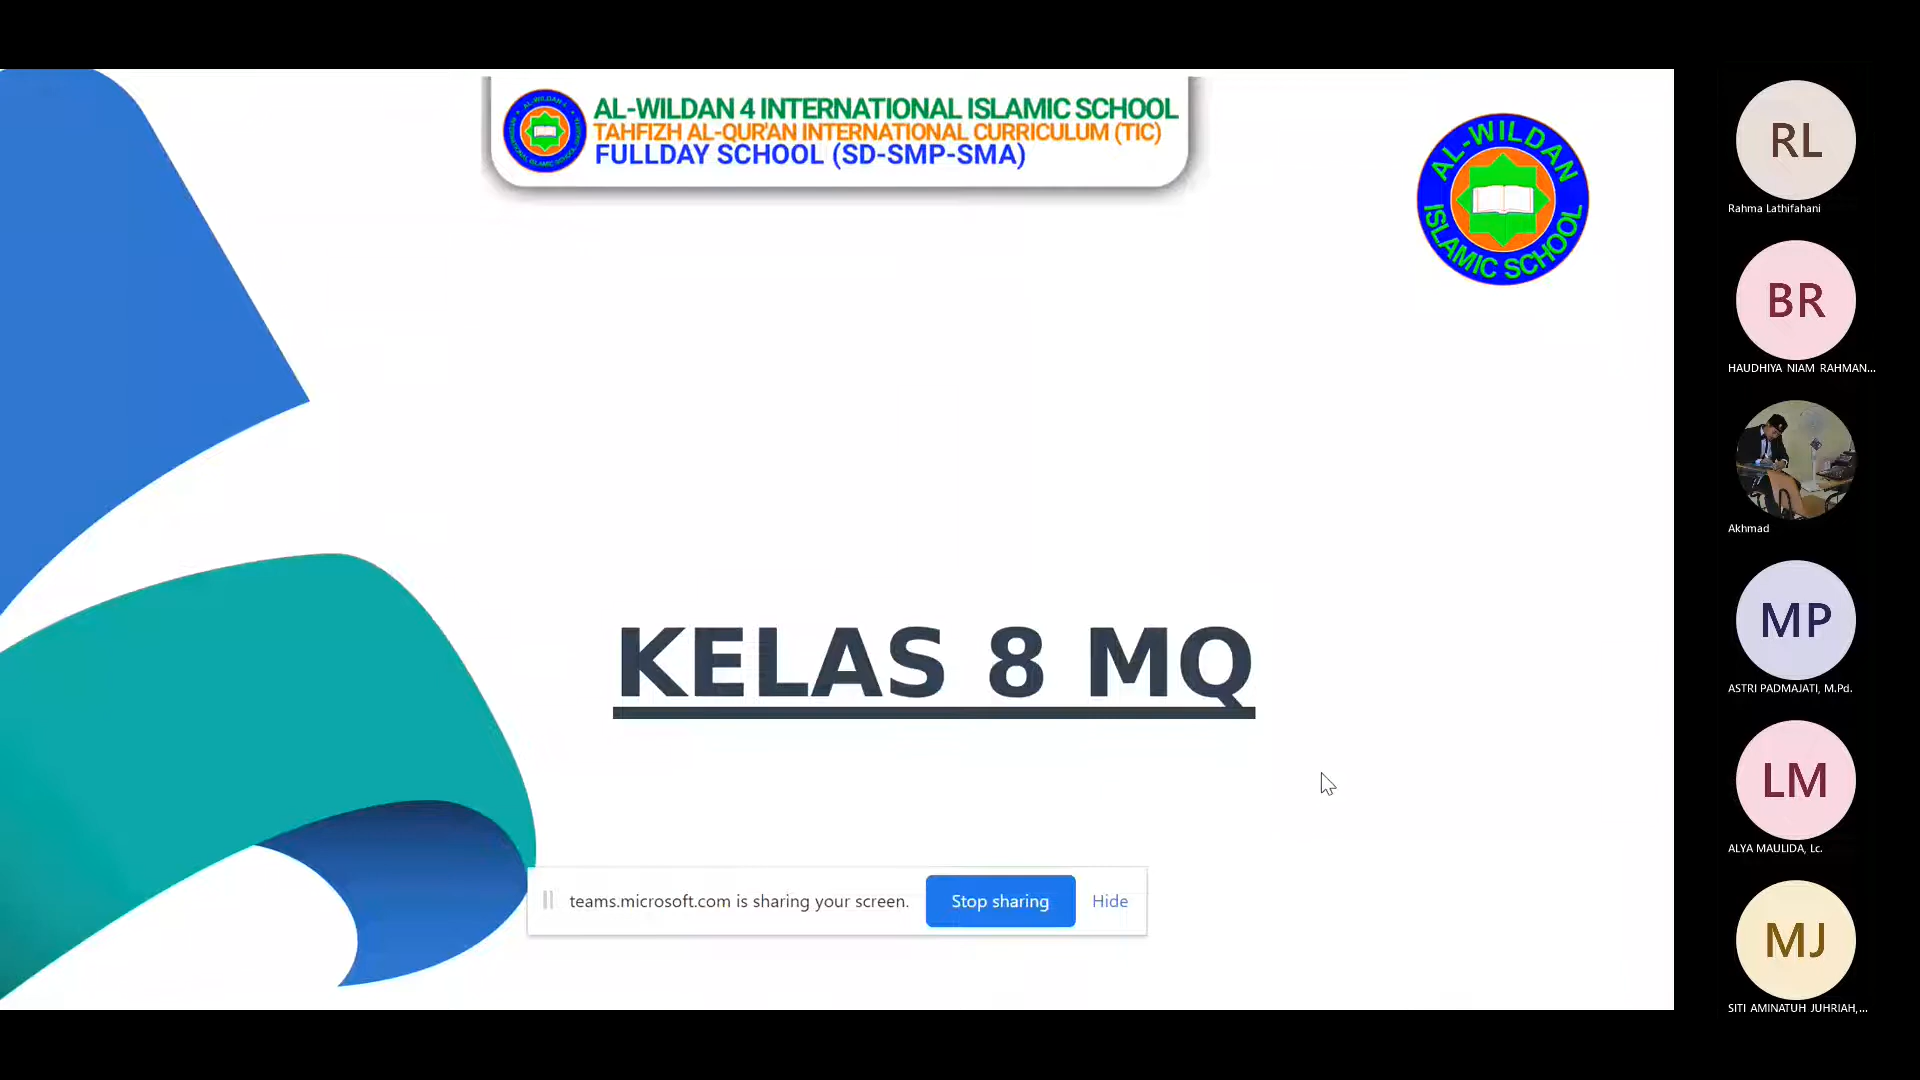 AL-WILDAN 4 INTERNATIONAL ISLAMIC SCHOOL
TAHFIZH AL-QUR'AN INTERNATIONAL CURRICULUM (TIC)
FULLDAY SCHOOL (SD-SMP-SMA)
AL-WILDAN
ISLAMIC SCHOOL
KELAS 8 MQ
teams.microsoft.com is sharing your screen.
Stop sharing
Hide
RL
Rahma Lathifahani
BR
HAUDHIYA NIAM RAHMAN...
Akhmad
MP
ASTRI PADMAJATI, M.Pd.
LM
ALYA MAULIDA, Lc.
MJ
SITI AMINATUH JUHRIAH,...